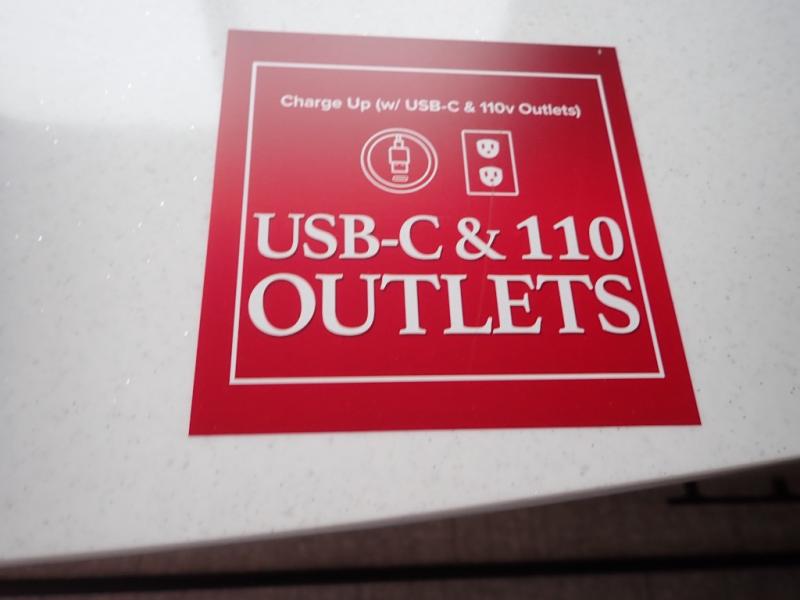 Charge Up (w/ USB-C & 110v Outlets)
USB-C & 110
OUTLETS